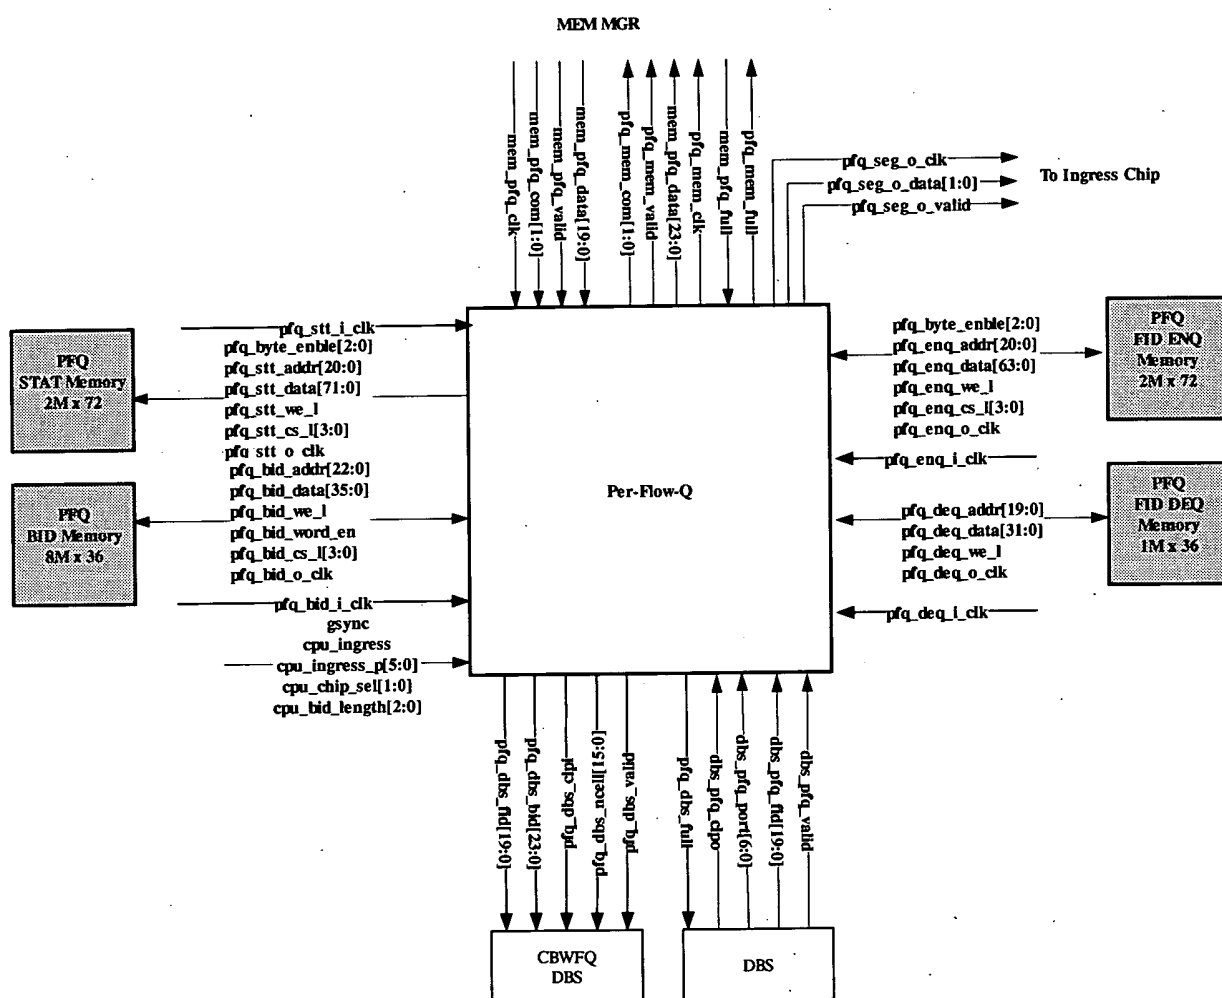 MEM MGR
mem_pfq_clk
mem_pfq_com[1:0]
mem_pfq_valid
mem_pfq_data[19:0]
pfq_mem_com[1:0]
pfq_mem_valid
mem_pfq_data[23:0]
pfq_mem_clk
mem_pfq_full
pfq_mem_full
pfq_seg_o_clk
pfq_seg_o_data[1:0]
pfq_seg_o_valid
To Ingress Chip
PFQ
STAT Memory
2M x 72
pfq_stt_i_clk
pfq_byte_enble[2:0]
pfq_stt_addr[20:0]
pfq_stt_data[71:0]
pfq_stt_we_l
pfq_stt_cs_l[3:0]
pfq_stt_o_clk
PFQ
BID Memory
8M x 36
pfq_bid_addr[22:0]
pfq_bid_data[35:0]
pfq_bid_we_l
pfq_bid_word_en
pfq_bid_cs_l[3:0]
pfq_bid_o_clk
pfq_bid_i_clk
gsync
cpu_ingress
cpu_ingress_p[5:0]
cpu_chip_sel[1:0]
cpu_bid_length[2:0]
Per-Flow-Q
pfq_byte_enble[2:0]
pfq_enq_addr[20:0]
pfq_enq_data[63:0]
pfq_enq_we_l
pfq_enq_cs_l[3:0]
pfq_enq_o_clk
pfq_enq_i_clk
PFQ
FID ENQ
Memory
2M x 72
pfq_deq_addr[19:0]
pfq_deq_data[31:0]
pfq_deq_we_l
pfq_deq_o_clk
pfq_deq_i_clk
PFQ
FID DEQ
Memory
1M x 36
pfq_dbs_fid[19:0]
pfq_dbs_bid[23:0]
pfq_dbs_clpi
pfq_dbs_ncell[15:0]
pfq_dbs_valid
pfq_dbs_full
dbs_pfq_clpo
dbs_pfq_port[6:0]
dbs_pfq_fid[19:0]
dbs_pfq_valid
CBWFQ
DBS
DBS